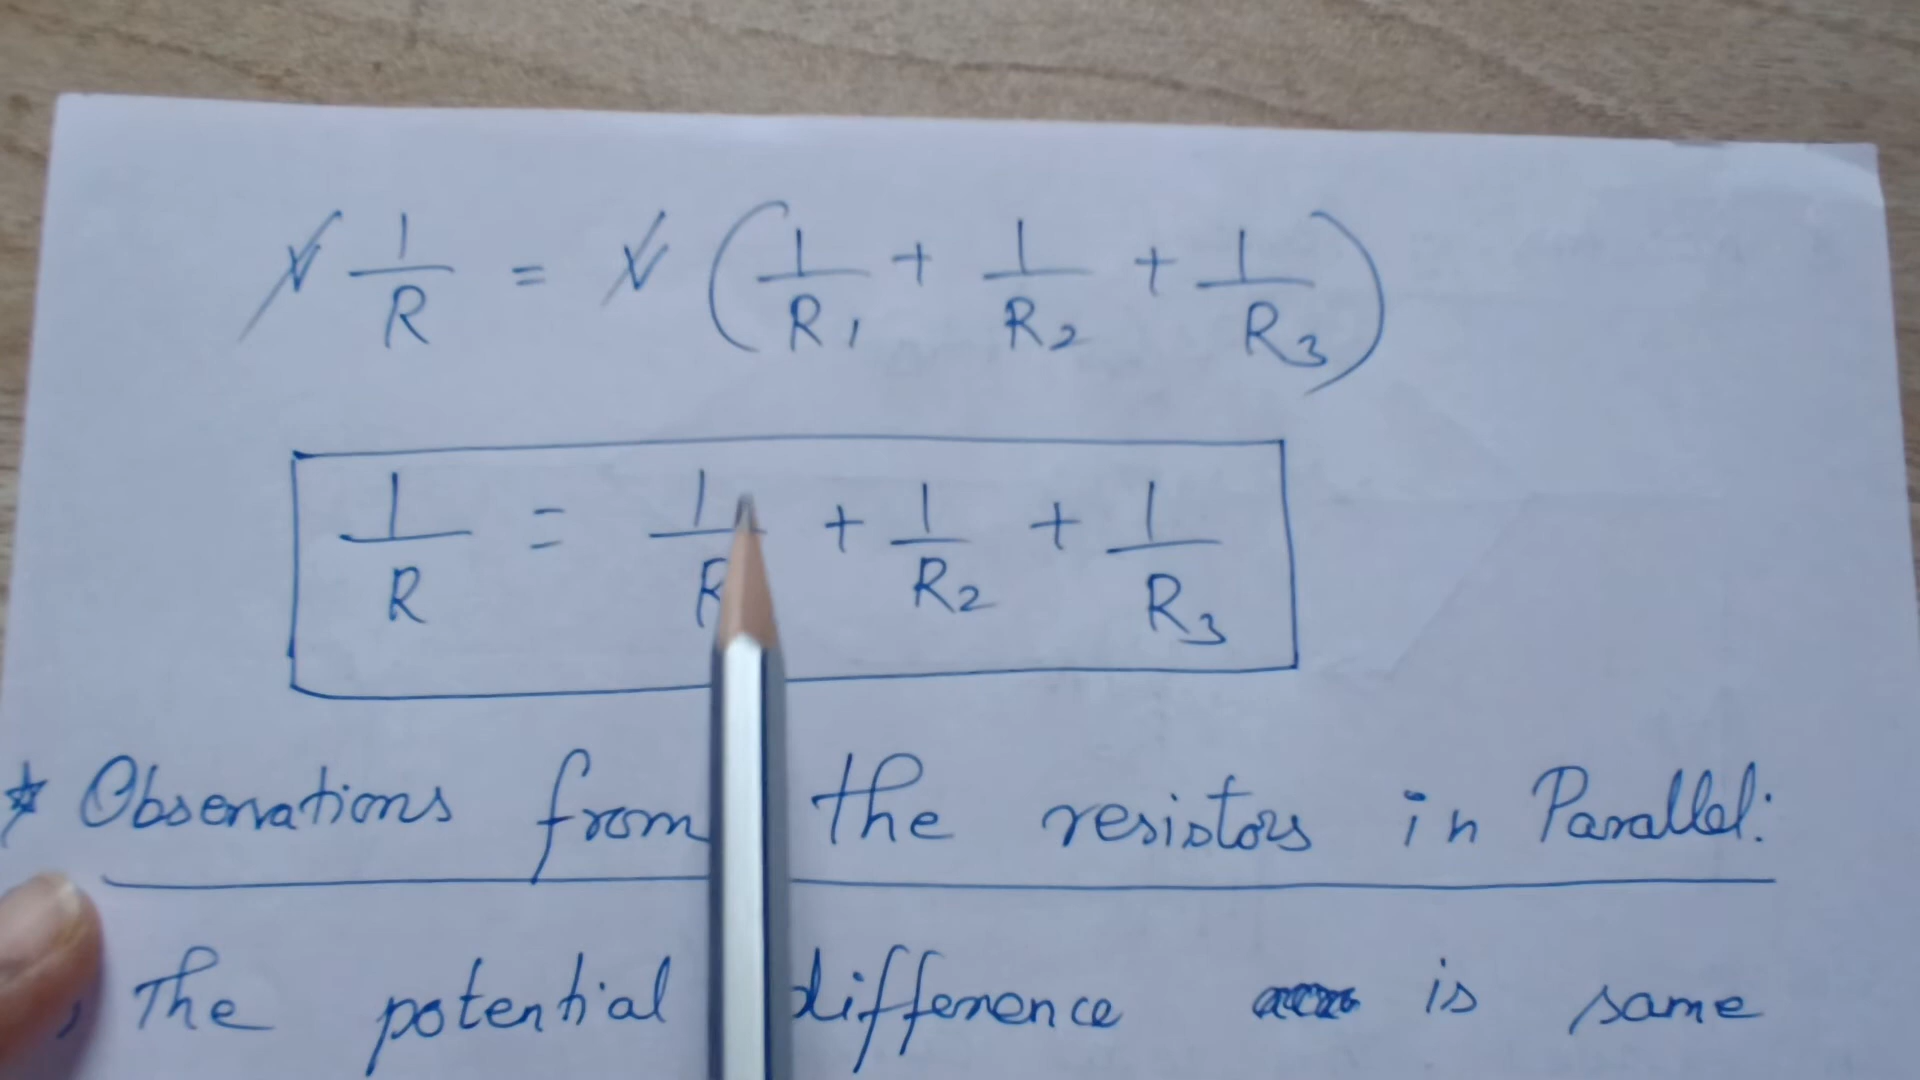 V 1/R = V (1/R₁ + 1/R₂ + 1/R₃)
1/R = 1/R + 1/R₂ + 1/R₃
* Observations from the resistors in Parallel:
The potential difference is same